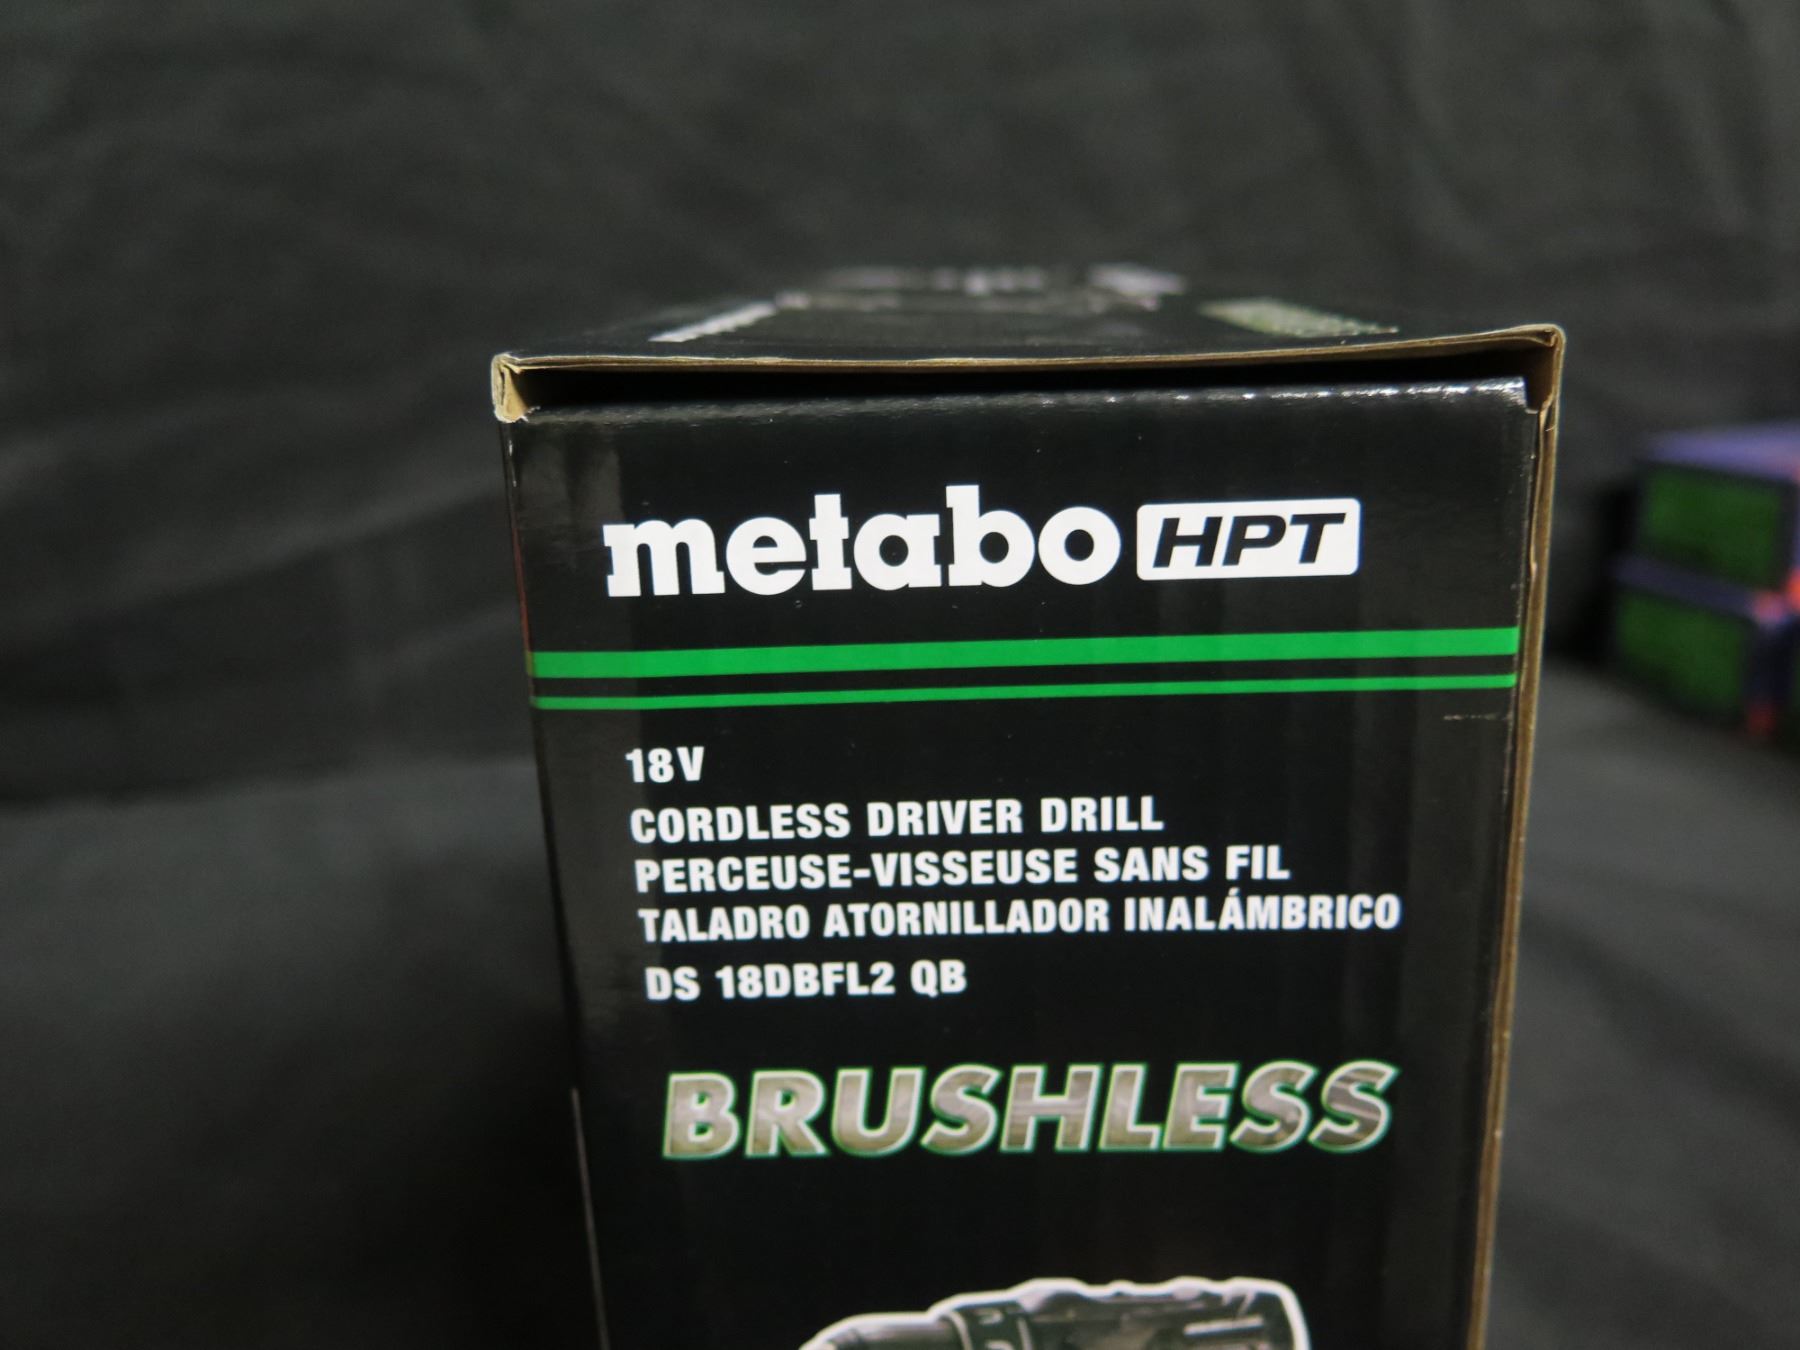 metabo HPT
18V
CORDLESS DRIVER DRILL
PERCEUSE-VISSEUSE SANS FIL
TALADRO ATORNILLADOR INALÁMBRICO
DS 18DBFL2 QB
BRUSHLESS